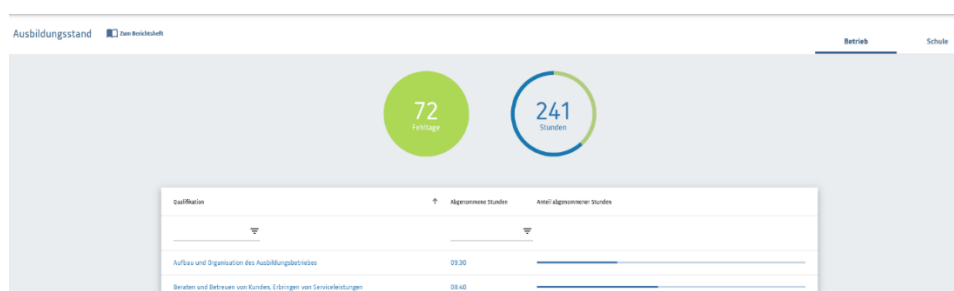 Ausbildungsstand Zum Berichtsheft
Betrieb Schule
72
Fehltage
241
Stunden
Qualifikation Abgenommene Stunden Anteil abgenommener Stunden
Aufbau und Organisation des Ausbildungsbetriebes 09:30
Beraten und Betreuen von Kunden, Erbringen von Serviceleistungen 08:40